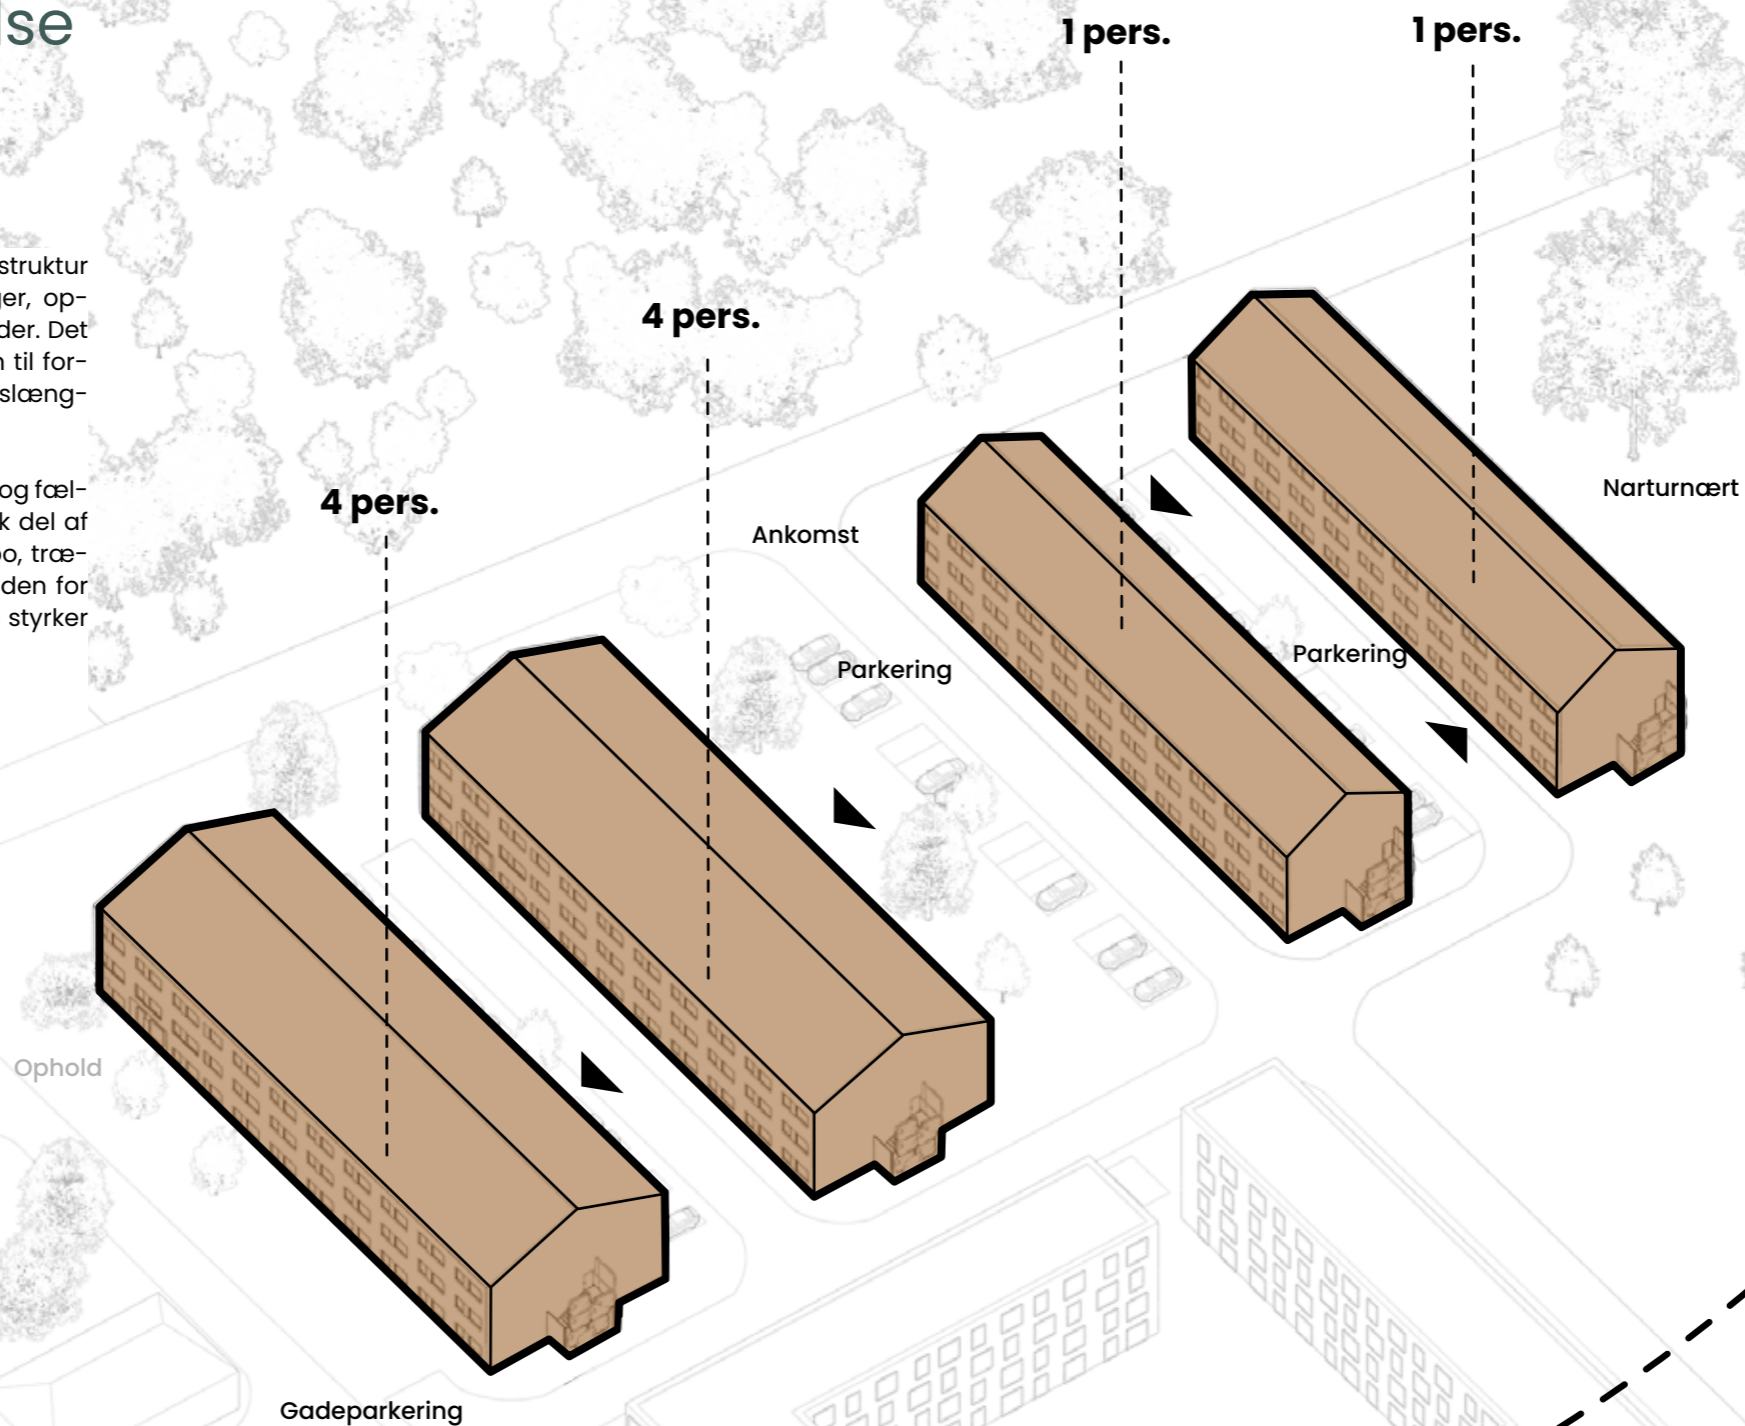 se
1 pers.
1 pers.
struktur
er, op-
der. Det
til for-
slæng-
4 pers.
og fæl-
k del af
o, træ-
den for
styrker
4 pers.
Ankomst
Narturnært
Parkering
Parkering
Ophold
Gadeparkering